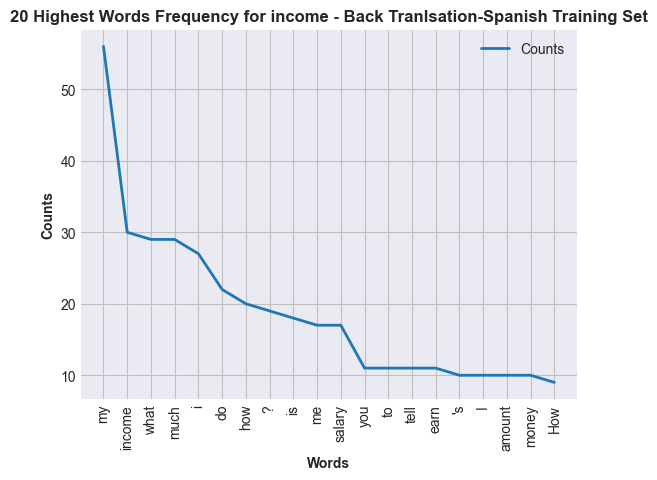 20 Highest Words Frequency for income - Back Tranlsation-Spanish Training Set
Counts
50
40
30
20
10
Counts
my
income
what
much
i
do
how
?
is
me
salary
you
to
tell
earn
's
I
amount
money
How
Words